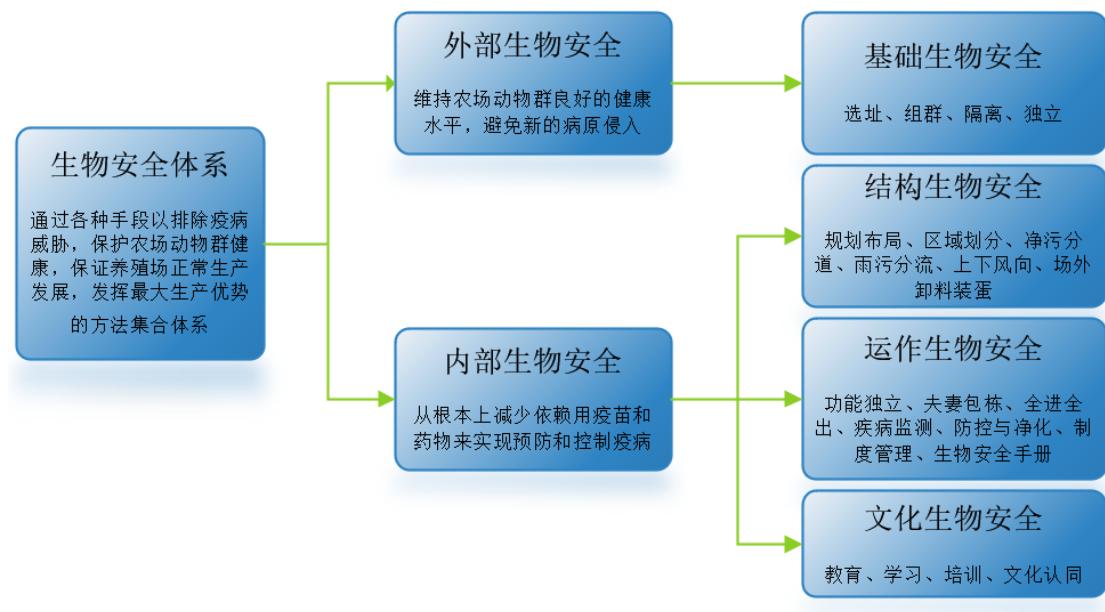 生物安全体系
通过各种手段以排除疫病
威胁，保护农场动物群健
康，保证养殖场正常生产
发展，发挥最大生产优势
的方法集合体系
外部生物安全
维持农场动物群良好的健康
水平，避免新的病原侵入
内部生物安全
从根本上减少依赖用疫苗和
药物来实现预防和控制疫病
基础生物安全
选址、组群、隔离、独立
结构生物安全
规划布局、区域划分、净污分
道、雨污分流、上下风向、场外
卸料装蛋
运作生物安全
功能独立、夫妻包栋、全进全
出、疾病监测、防控与净化、制
度管理、生物安全手册
文化生物安全
教育、学习、培训、文化认同